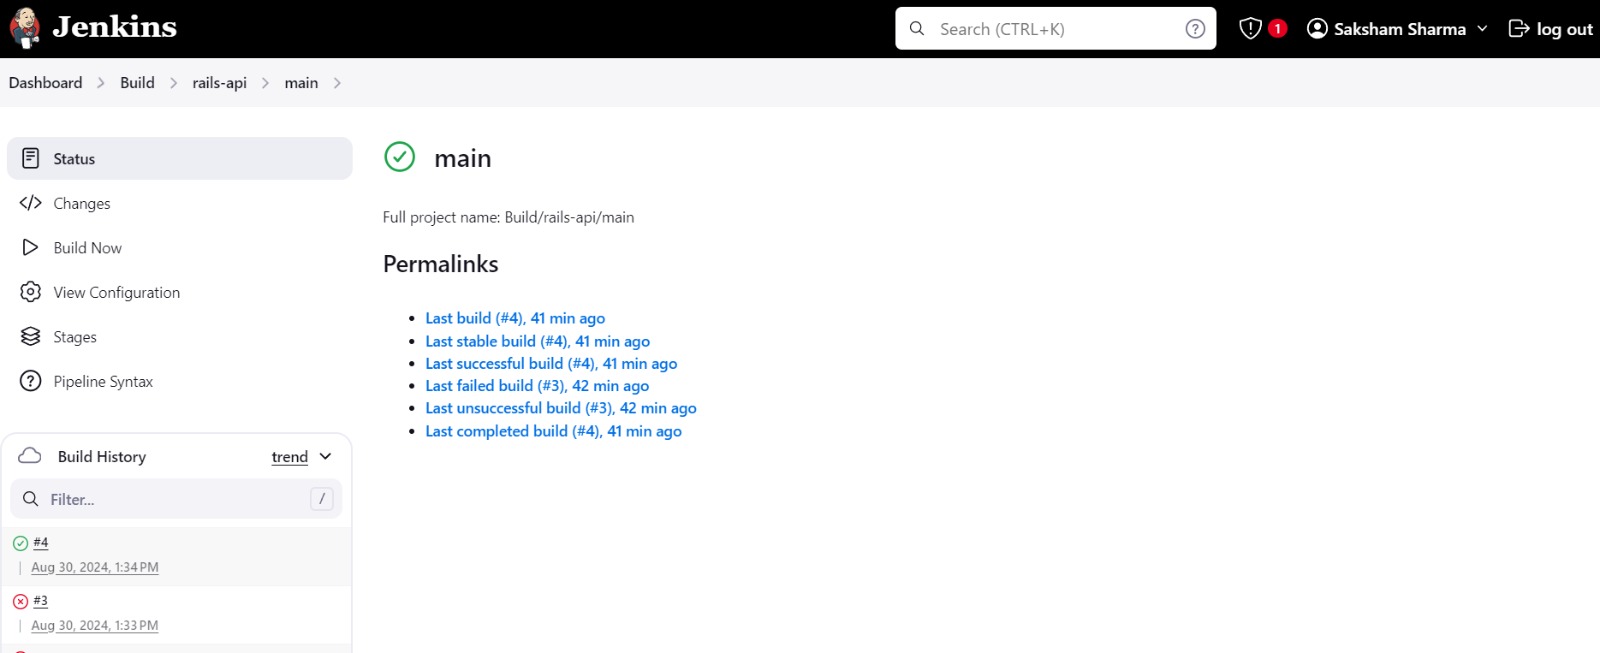 Jenkins
Search (CTRL+K)
?
1
Saksham Sharma
log out
Dashboard > Build > rails-api > main >
Status
Changes
Build Now
View Configuration
Stages
Pipeline Syntax
main
Full project name: Build/rails-api/main
Permalinks
• Last build (#4), 41 min ago
• Last stable build (#4), 41 min ago
• Last successful build (#4), 41 min ago
• Last failed build (#3), 42 min ago
• Last unsuccessful build (#3), 42 min ago
• Last completed build (#4), 41 min ago
Build History trend
Filter... /
#4
Aug 30, 2024, 1:34 PM
#3
Aug 30, 2024, 1:33 PM